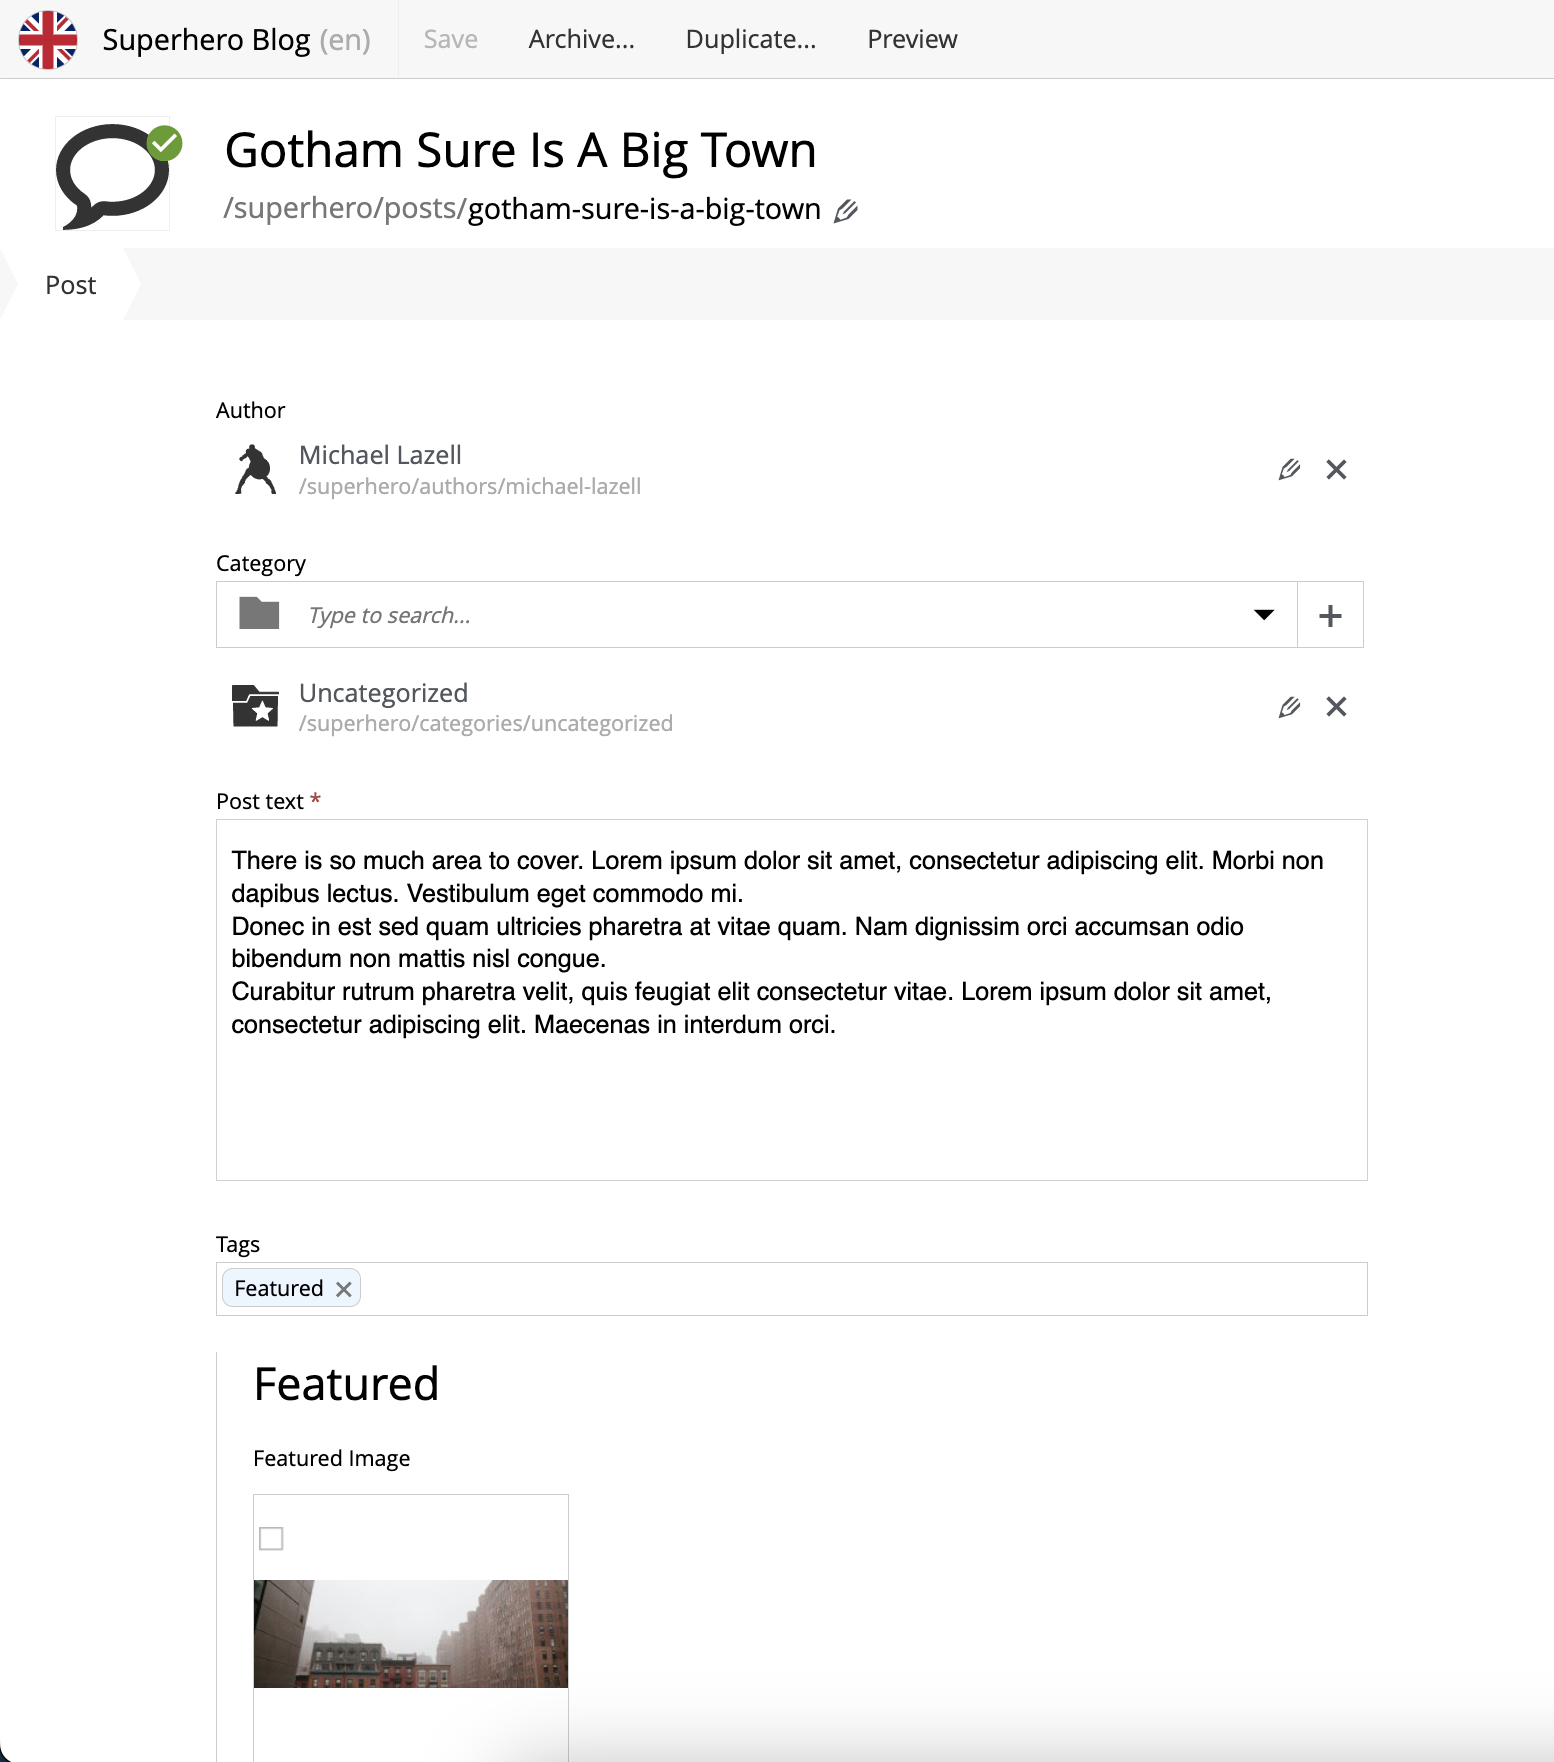 Superhero Blog (en) Save Archive... Duplicate... Preview
Gotham Sure Is A Big Town
/superhero/posts/gotham-sure-is-a-big-town
Post
Author
Michael Lazell
/superhero/authors/michael-lazell
Category
Type to search...
Uncategorized
/superhero/categories/uncategorized
Post text *
There is so much area to cover. Lorem ipsum dolor sit amet, consectetur adipiscing elit. Morbi non
dapibus lectus. Vestibulum eget commodo mi.
Donec in est sed quam ultricies pharetra at vitae quam. Nam dignissim orci accumsan odio
bibendum non mattis nisl congue.
Curabitur rutrum pharetra velit, quis feugiat elit consectetur vitae. Lorem ipsum dolor sit amet,
consectetur adipiscing elit. Maecenas in interdum orci.
Tags
Featured
Featured
Featured Image